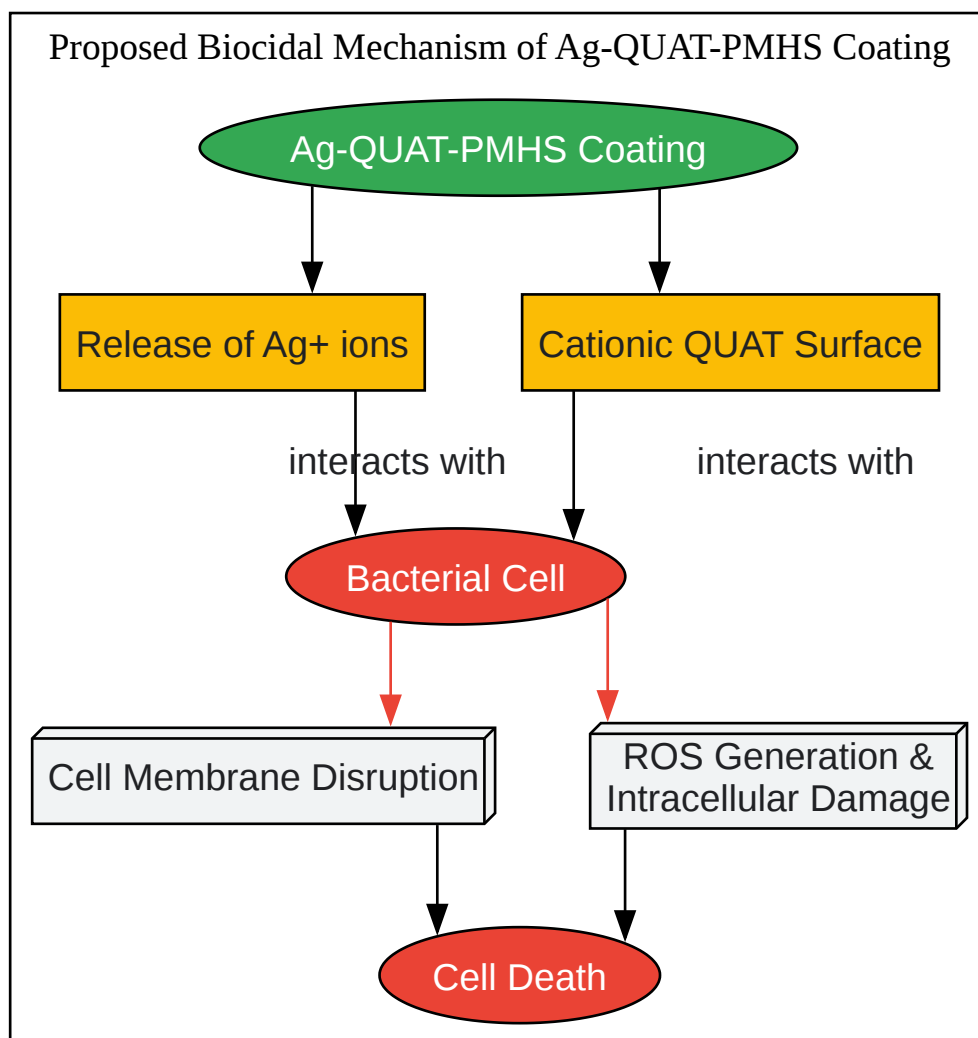 Proposed Biocidal Mechanism of Ag-QUAT-PMHS Coating
Ag-QUAT-PMHS Coating
Release of Ag+ ions
Cationic QUAT Surface
interacts with
interacts with
Bacterial Cell
Cell Membrane Disruption
ROS Generation &
Intracellular Damage
Cell Death